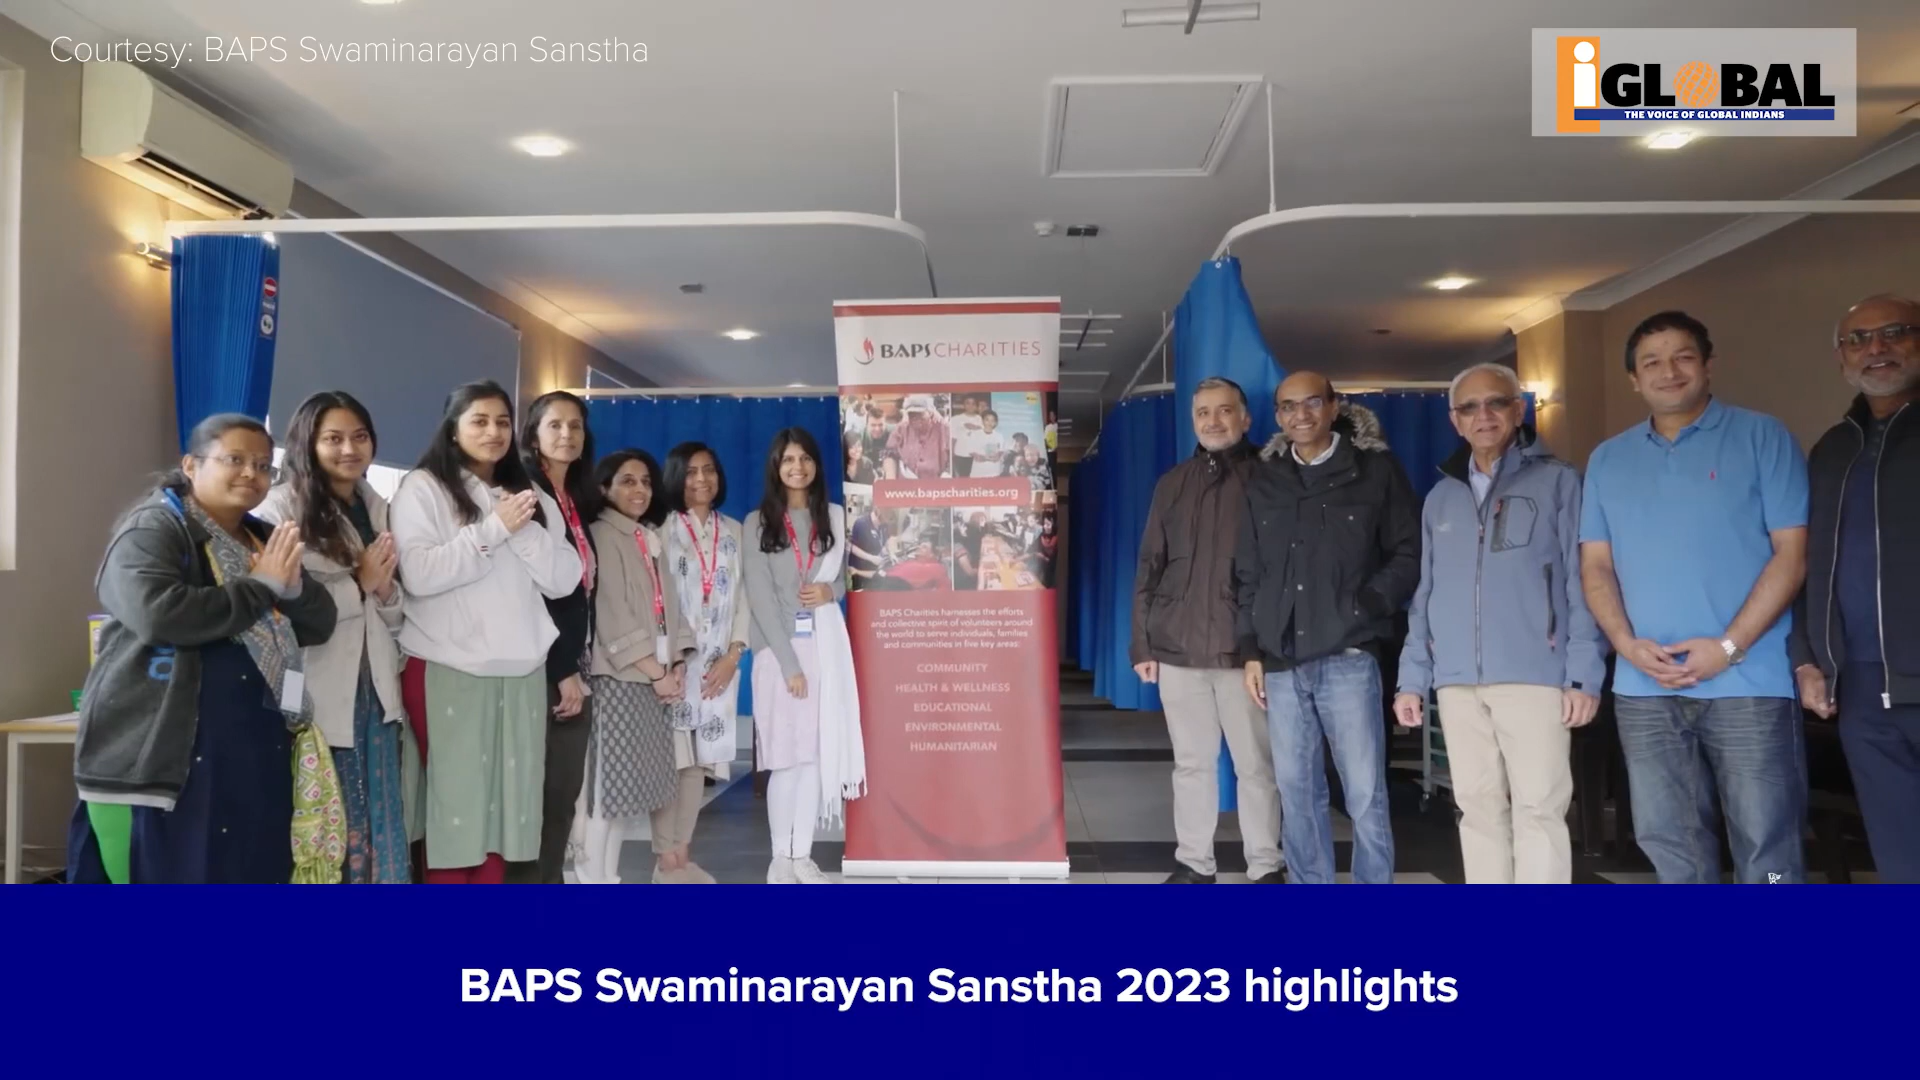 Courtesy: BAPS Swaminarayan Sanstha
iGLOBAL
THE VOICE OF GLOBAL INDIANS
BAPS CHARITIES
www.bapscharities.org
BAPS Charities harnesses the efforts
and collective spirit of volunteers around
the world to serve individuals, families
and communities in five key areas:
COMMUNITY
HEALTH & WELLNESS
EDUCATIONAL
ENVIRONMENTAL
HUMANITARIAN
BAPS Swaminarayan Sanstha 2023 highlights